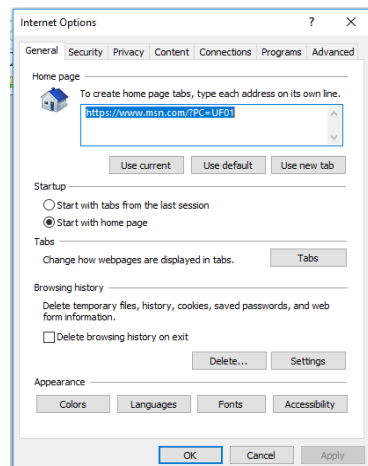 Internet Options ? ×
General Security Privacy Content Connections Programs Advanced
Home page
To create home page tabs, type each address on its own line.
https://www.msn.com/?PC=UF01
Use current Use default Use new tab
Startup
Start with tabs from the last session
Start with home page
Tabs
Change how webpages are displayed in tabs. Tabs
Browsing history
Delete temporary files, history, cookies, saved passwords, and web
form information.
Delete browsing history on exit
Delete... Settings
Appearance
Colors Languages Fonts Accessibility
OK Cancel Apply